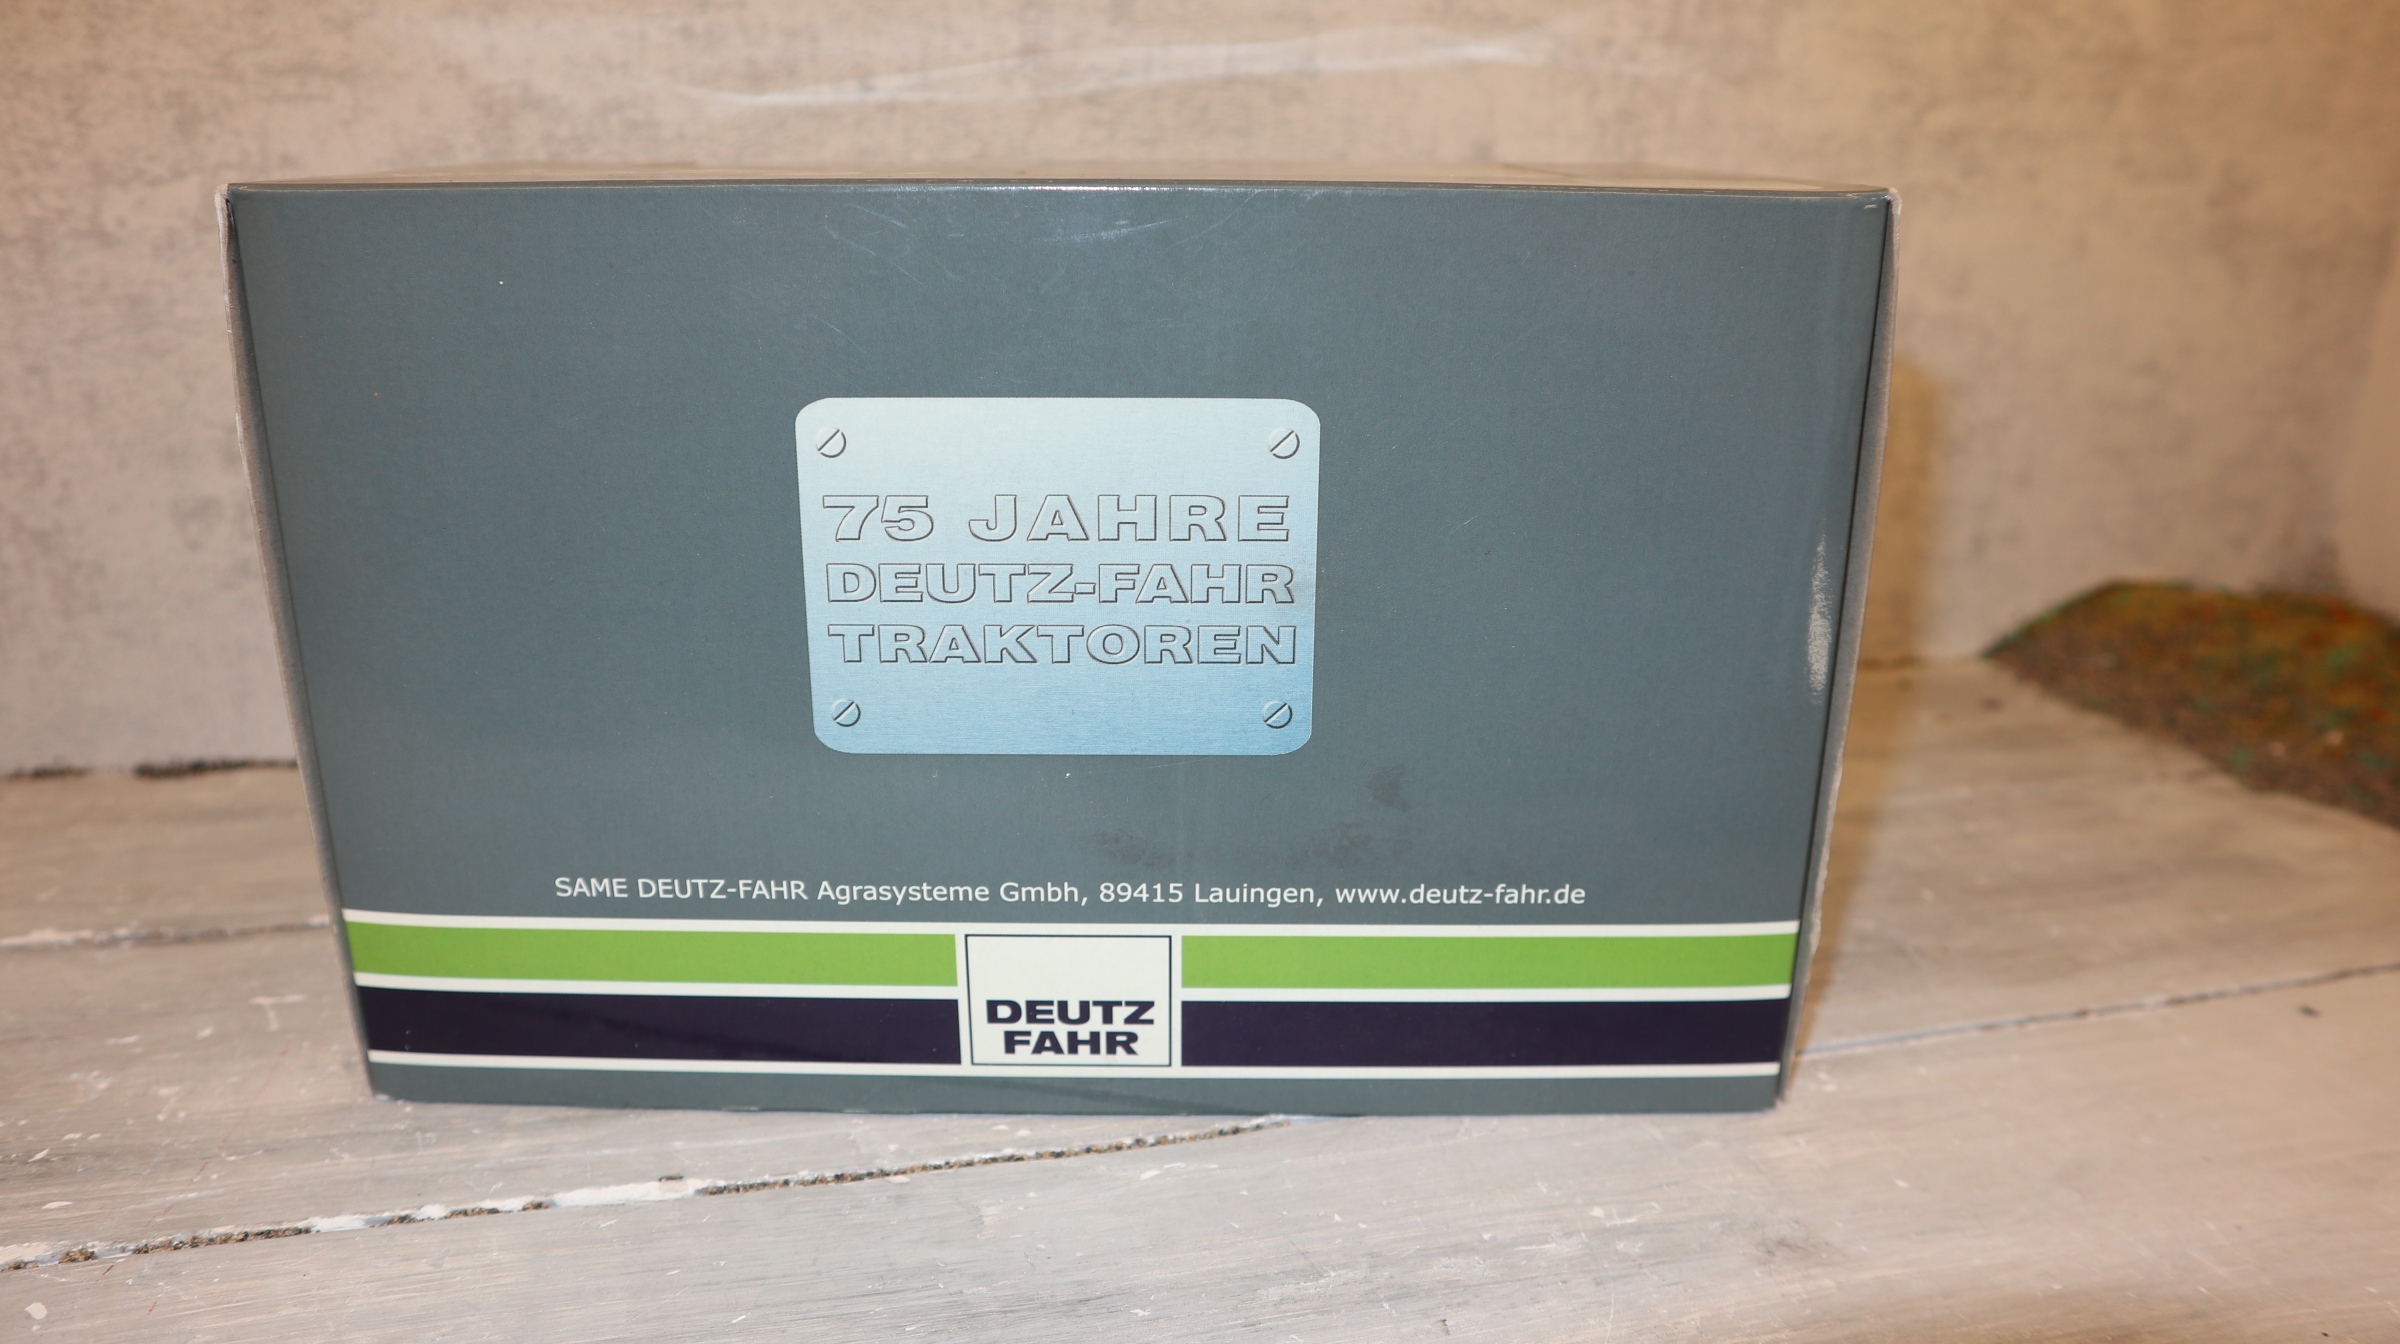 75 JAHRE
DEUTZ-FAHR
TRAKTOREN
SAME DEUTZ-FAHR Agrasysteme Gmbh, 89415 Lauingen, www.deutz-fahr.de
DEUTZ
FAHR